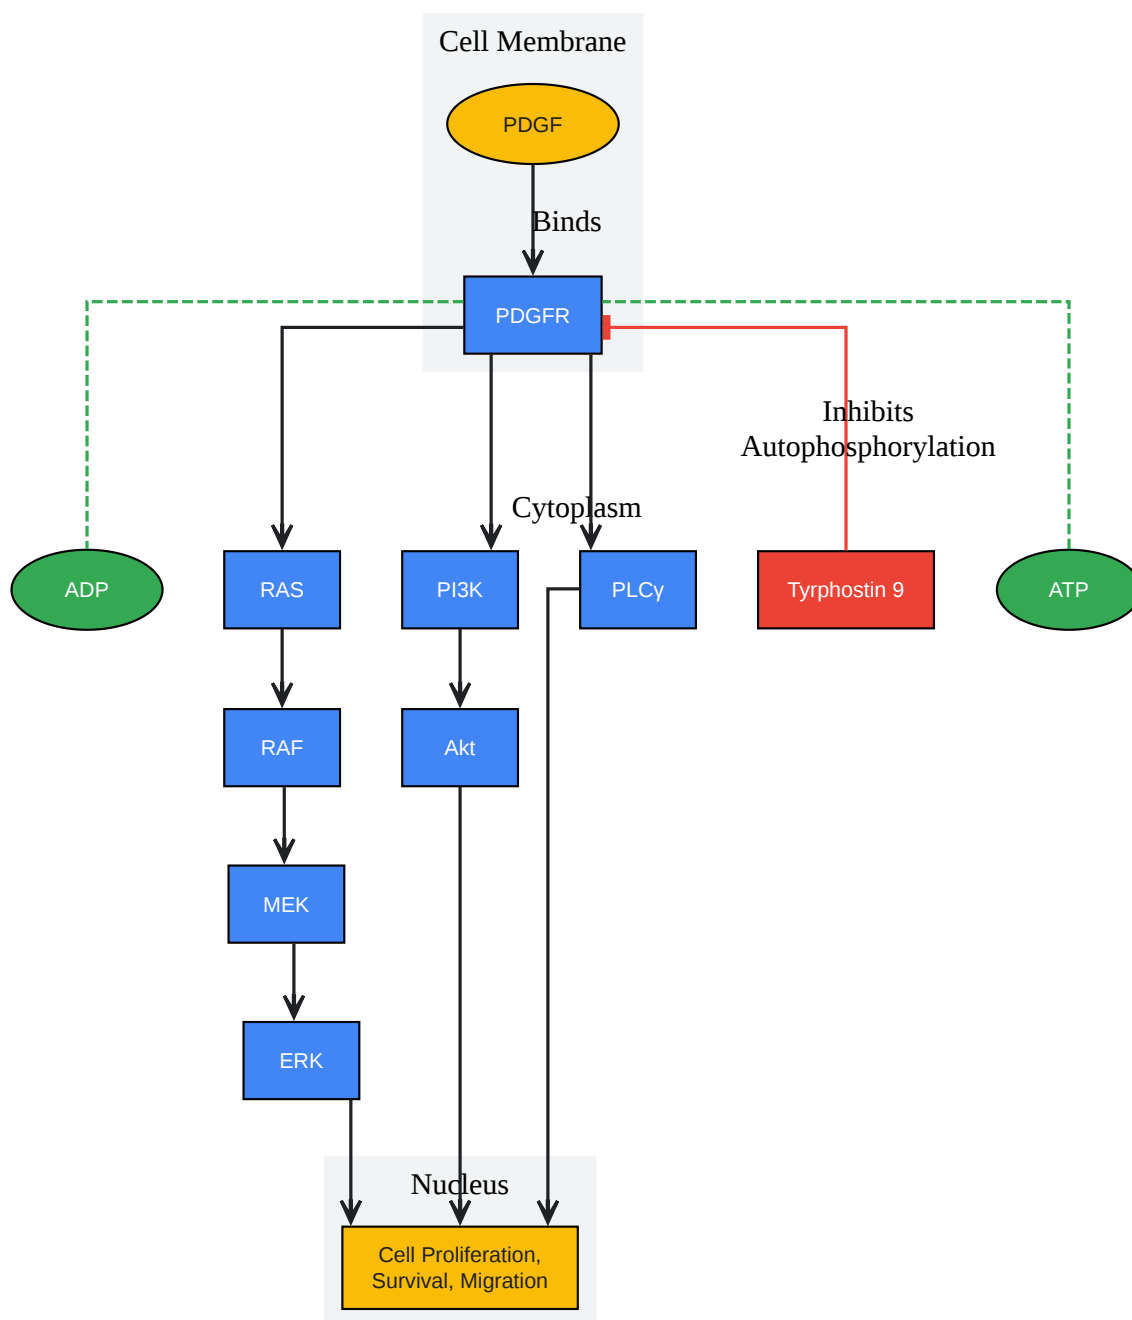 Cell Membrane
PDGF
Binds
PDGFR
Inhibits
Autophosphorylation
Cytoplasm
ADP
RAS
PI3K
PLCγ
Tyrphostin 9
ATP
RAF
Akt
MEK
ERK
Nucleus
Cell Proliferation,
Survival, Migration